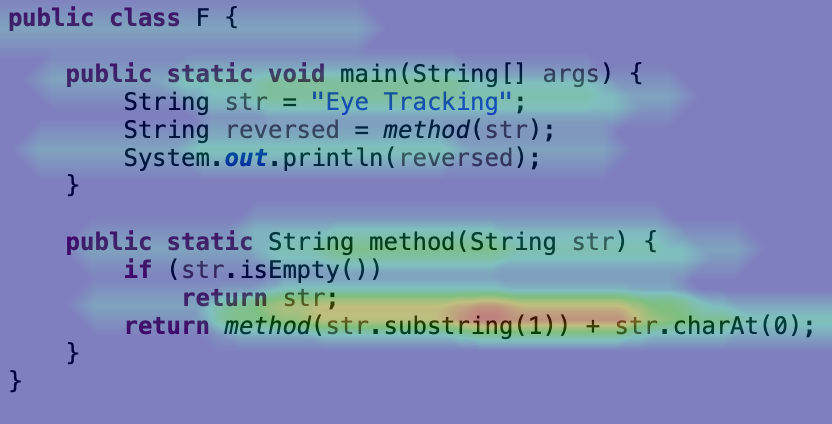 public class F {
public static void main(String[] args) {
String str = "Eye Tracking";
String reversed = method(str);
System.out.println(reversed);
}
public static String method(String str) {
if (str.isEmpty())
return str;
return method(str.substring(1)) + str.charAt(0);
}
}